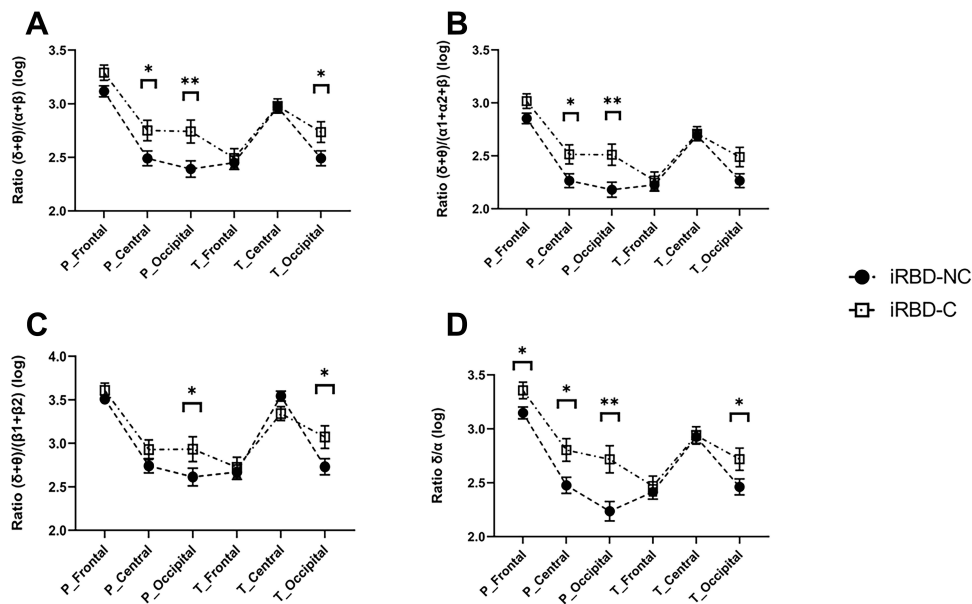 A
Ratio (δ+θ)/(α+β) (log)
3.5
3.0
2.5
2.0
*
**
*
P_Frontal
P_Central
P_Occipital
T_Frontal
T_Central
T_Occipital
B
Ratio (δ+θ)/(α1+α2+β) (log)
3.5
3.0
2.5
2.0
*
**
P_Frontal
P_Central
P_Occipital
T_Frontal
T_Central
T_Occipital
iRBD-NC
iRBD-C
C
Ratio (δ+θ)/(β1+β2) (log)
4.0
3.5
3.0
2.5
2.0
*
*
P_Frontal
P_Central
P_Occipital
T_Frontal
T_Central
T_Occipital
D
Ratio δ/α (log)
3.5
3.0
2.5
2.0
*
*
**
*
P_Frontal
P_Central
P_Occipital
T_Frontal
T_Central
T_Occipital